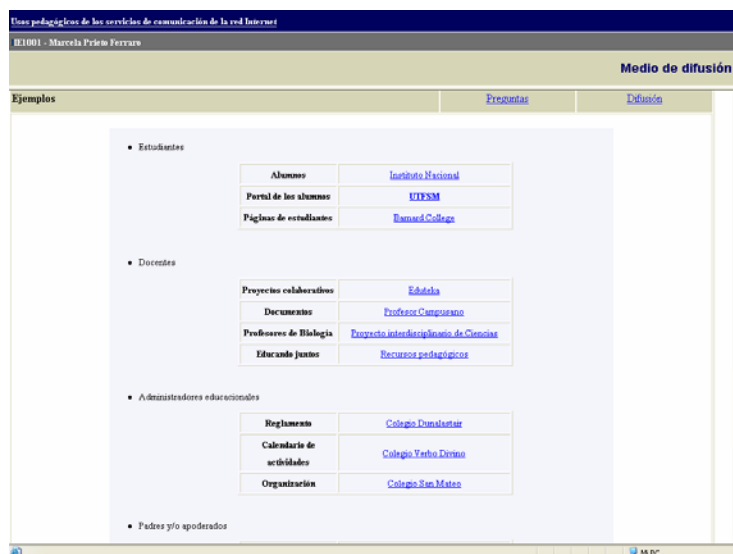 Usos pedagógicos de los servicios de comunicación de la red Internet
IE1001 - Marcela Prieto Ferraro
Medio de difusión
Ejemplos Preguntas Difusión
• Estudiantes
Alumnos Instituto Nacional
Portal de los alumnos UTFSM
Páginas de estudiantes Barnard College
• Docentes
Proyectos colaborativos Eduteka
Documentos Profesor Campusano
Profesores de Biología Proyecto interdisciplinario de Ciencias
Educando juntos Recursos pedagógicos
• Administradores educacionales
Reglamento Colegio Dunalastair
Calendario de
actividades Colegio Verbo Divino
Organización Colegio San Mateo
• Padres y/o apoderados
Mi PC